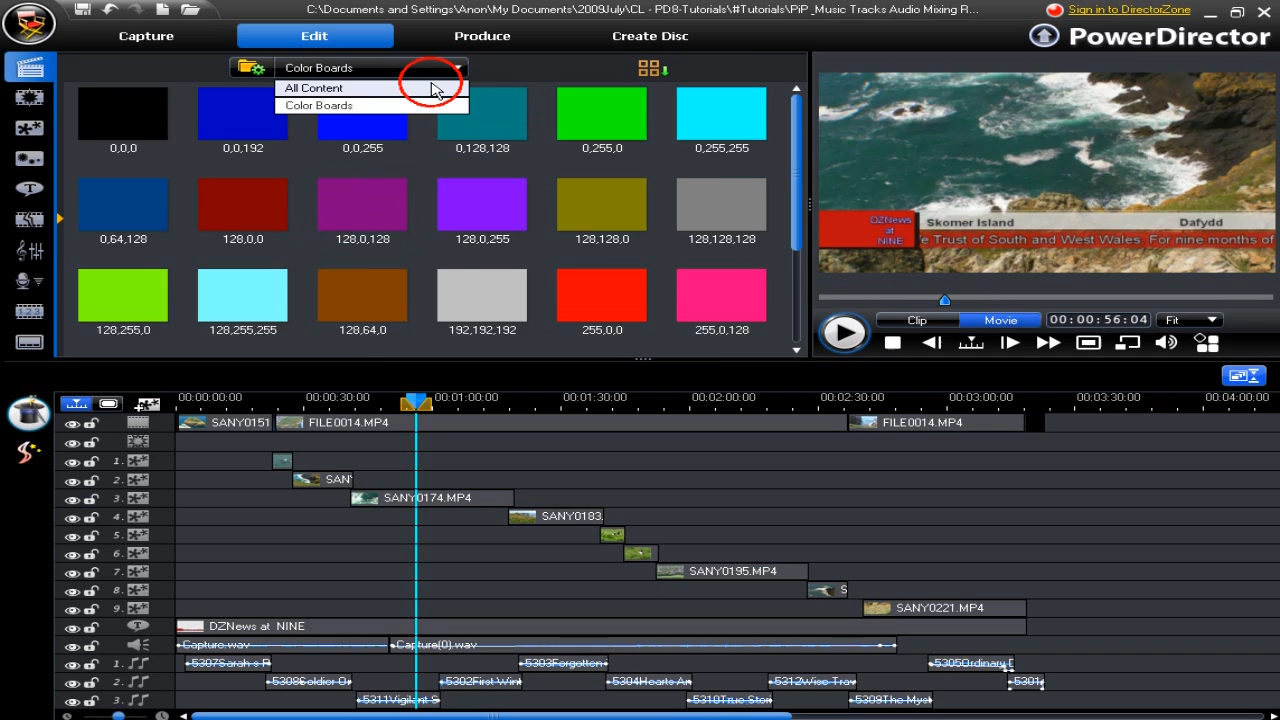 C:\Documents and Settings\Anon\My Documents\2009July\CL - PD8-Tutorials\#Tutorials\PiP_Music Tracks Audio Mixing R...
Sign in to DirectorZone
Capture
Edit
Produce
Create Disc
PowerDirector
Color Boards
All Content
Color Boards
0,0,0
0,0,192
0,0,255
0,128,128
0,255,0
0,255,255
0,64,128
128,0,0
128,0,128
128,0,255
128,128,0
128,128,128
128,255,0
128,255,255
128,64,0
192,192,192
255,0,0
255,0,128
DZNews
at
NINE
Skomer Island
Dafydd
e Trust of South and West Wales For nine months of
Clip
Movie
00:00:56:04
Fit
00:00:00:00
00:00:30:00
00:01:00:00
00:01:30:00
00:02:00:00
00:02:30:00
00:03:00:00
00:03:30:00
00:04:00:00
SANY0151
FILE0014.MP4
FILE0014.MP4
1.
2.
SANY
3.
SANY0174.MP4
4.
SANY0183.
5.
6.
7.
SANY0195.MP4
8.
S
9.
SANY0221.MP4
DZNews at NINE
Capture.wav
Capture(0).wav
1.
5307Sarah s R
5303Forgotten
5305Ordinary
2.
5308Soldier O
5302First Win
5304Hearts An
5312Wise Trav
5301
3.
5311Vigilant S
5310True Ston
5309The Myst